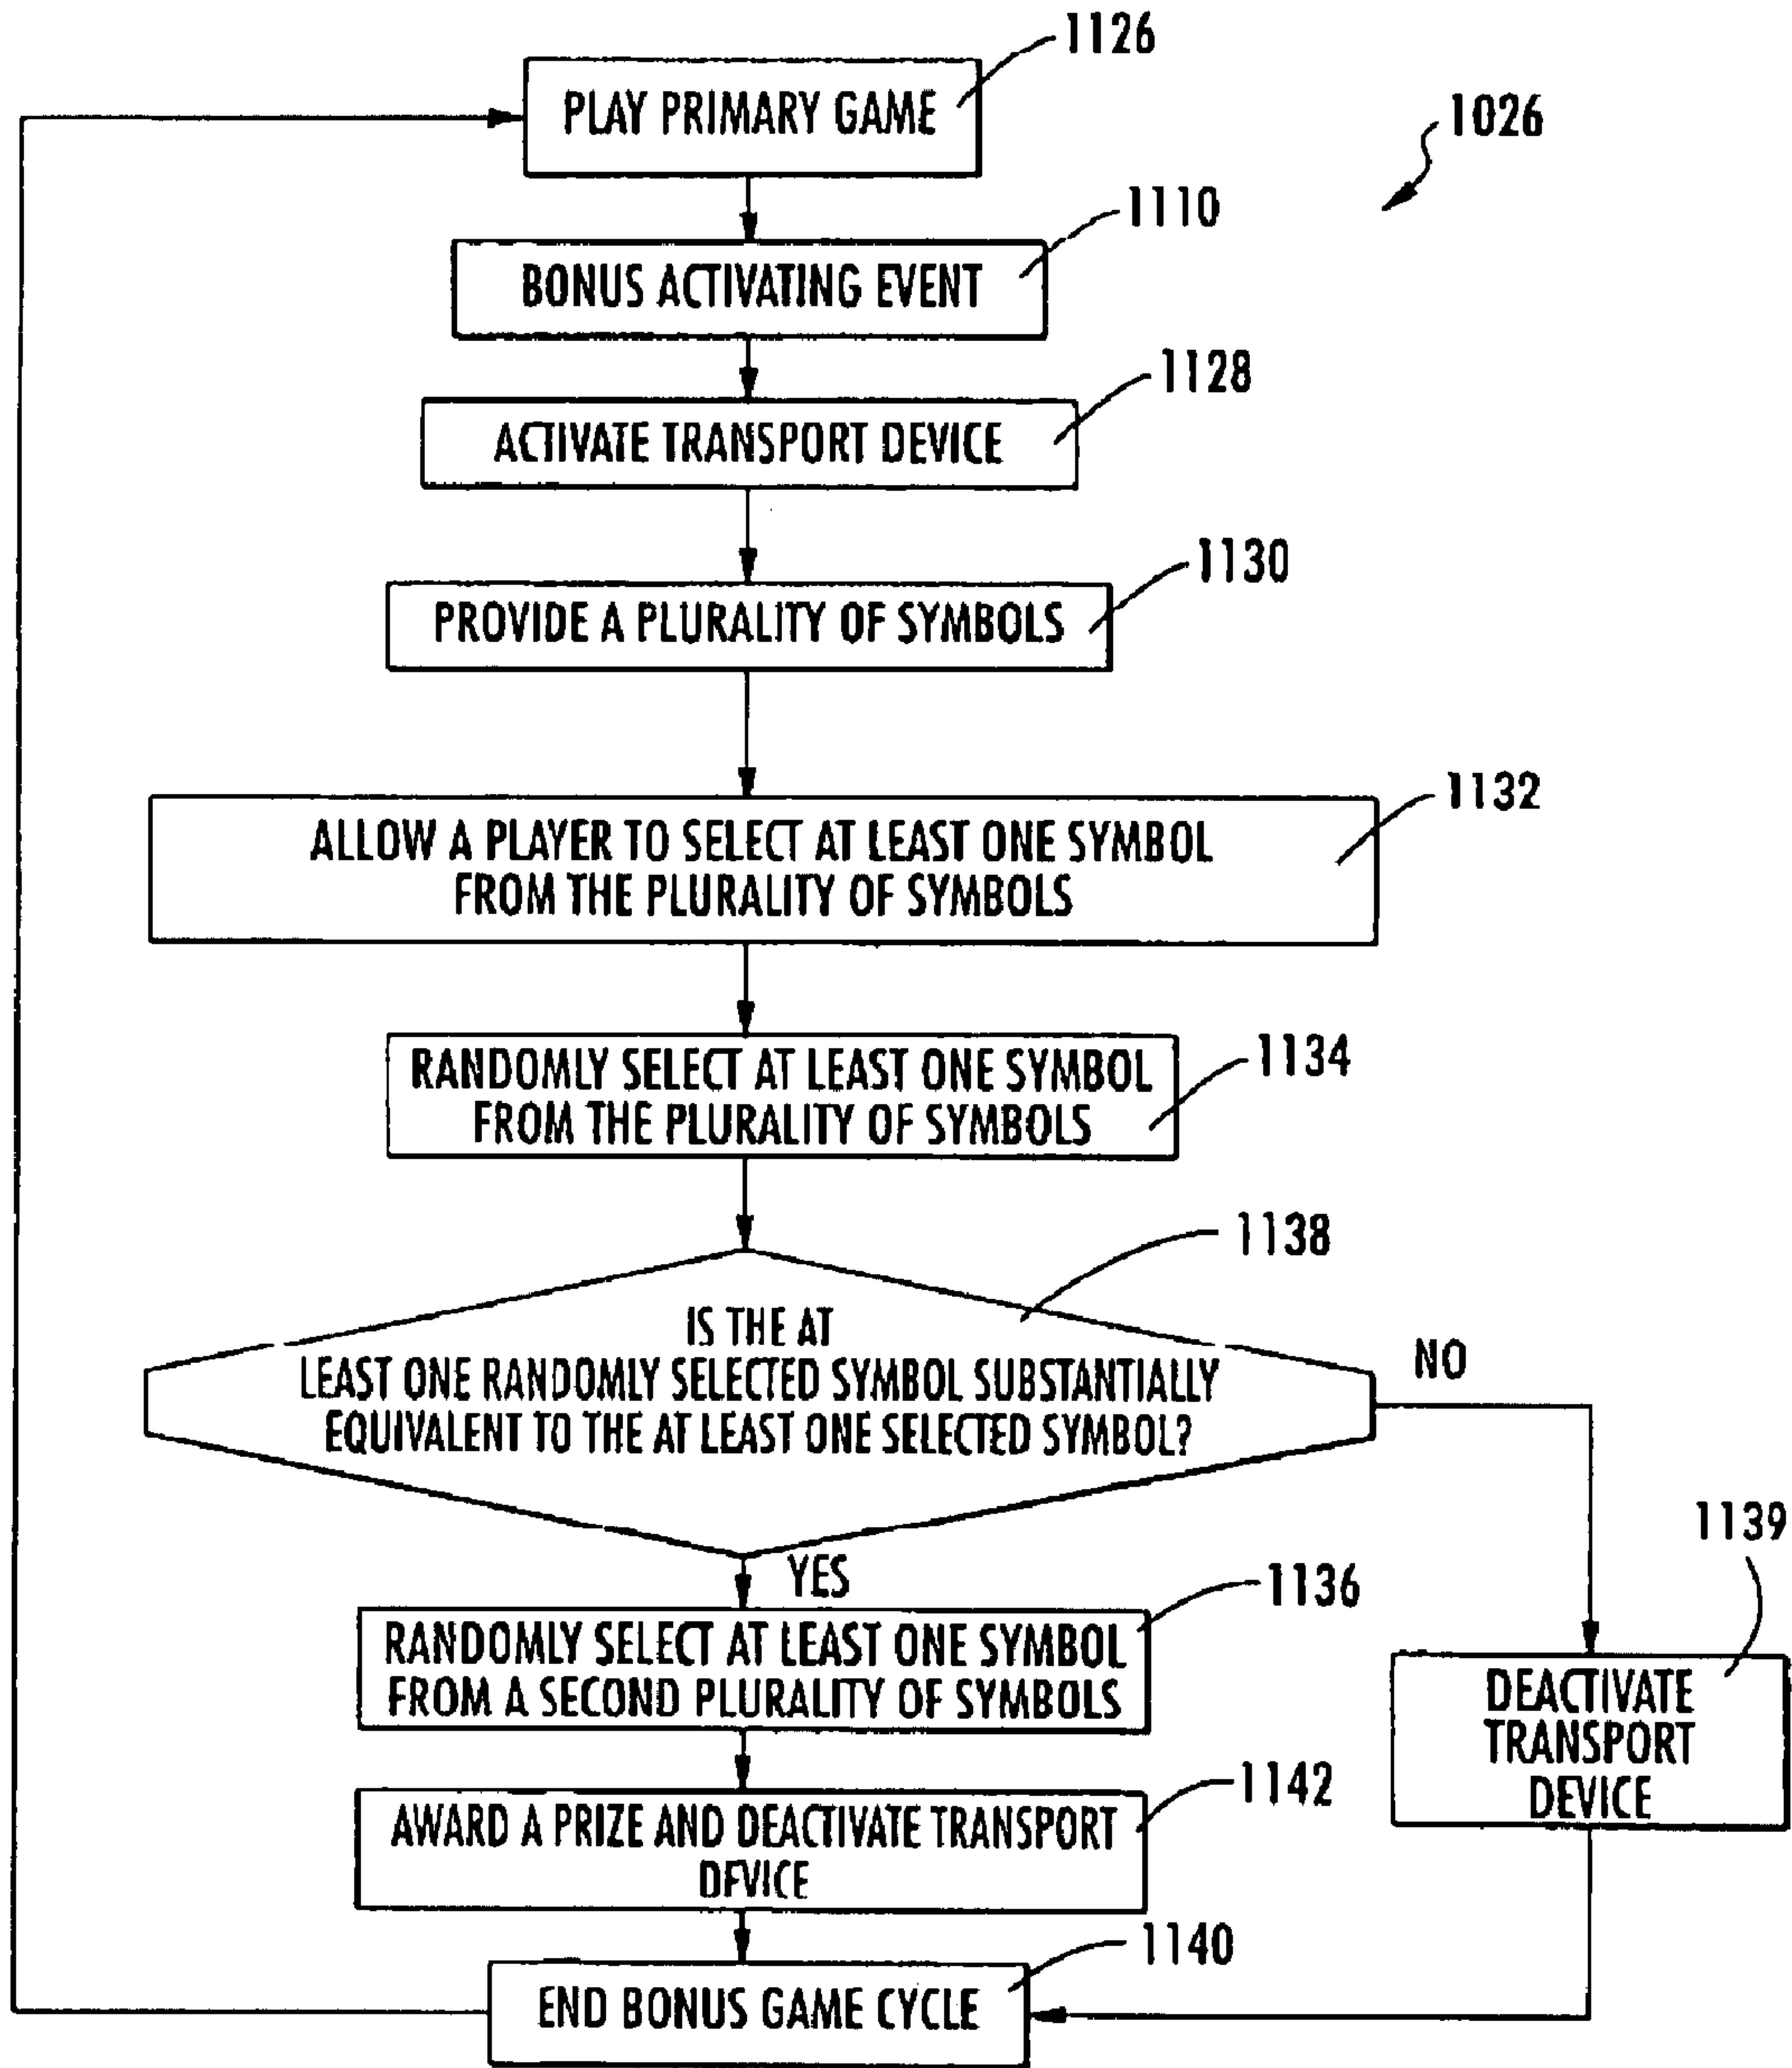 1126
PLAY PRIMARY GAME
1026
1110
BONUS ACTIVATING EVENT
1128
ACTIVATE TRANSPORT DEVICE
1130
PROVIDE A PLURALITY OF SYMBOLS
1132
ALLOW A PLAYER TO SELECT AT LEAST ONE SYMBOL
FROM THE PLURALITY OF SYMBOLS
1134
RANDOMLY SELECT AT LEAST ONE SYMBOL
FROM THE PLURALITY OF SYMBOLS
1138
IS THE AT
LEAST ONE RANDOMLY SELECTED SYMBOL SUBSTANTIALLY
EQUIVALENT TO THE AT LEAST ONE SELECTED SYMBOL?
NO
YES
1139
DEACTIVATE
TRANSPORT
DEVICE
1136
RANDOMLY SELECT AT LEAST ONE SYMBOL
FROM A SECOND PLURALITY OF SYMBOLS
1142
AWARD A PRIZE AND DEACTIVATE TRANSPORT
DEVICE
1140
END BONUS GAME CYCLE